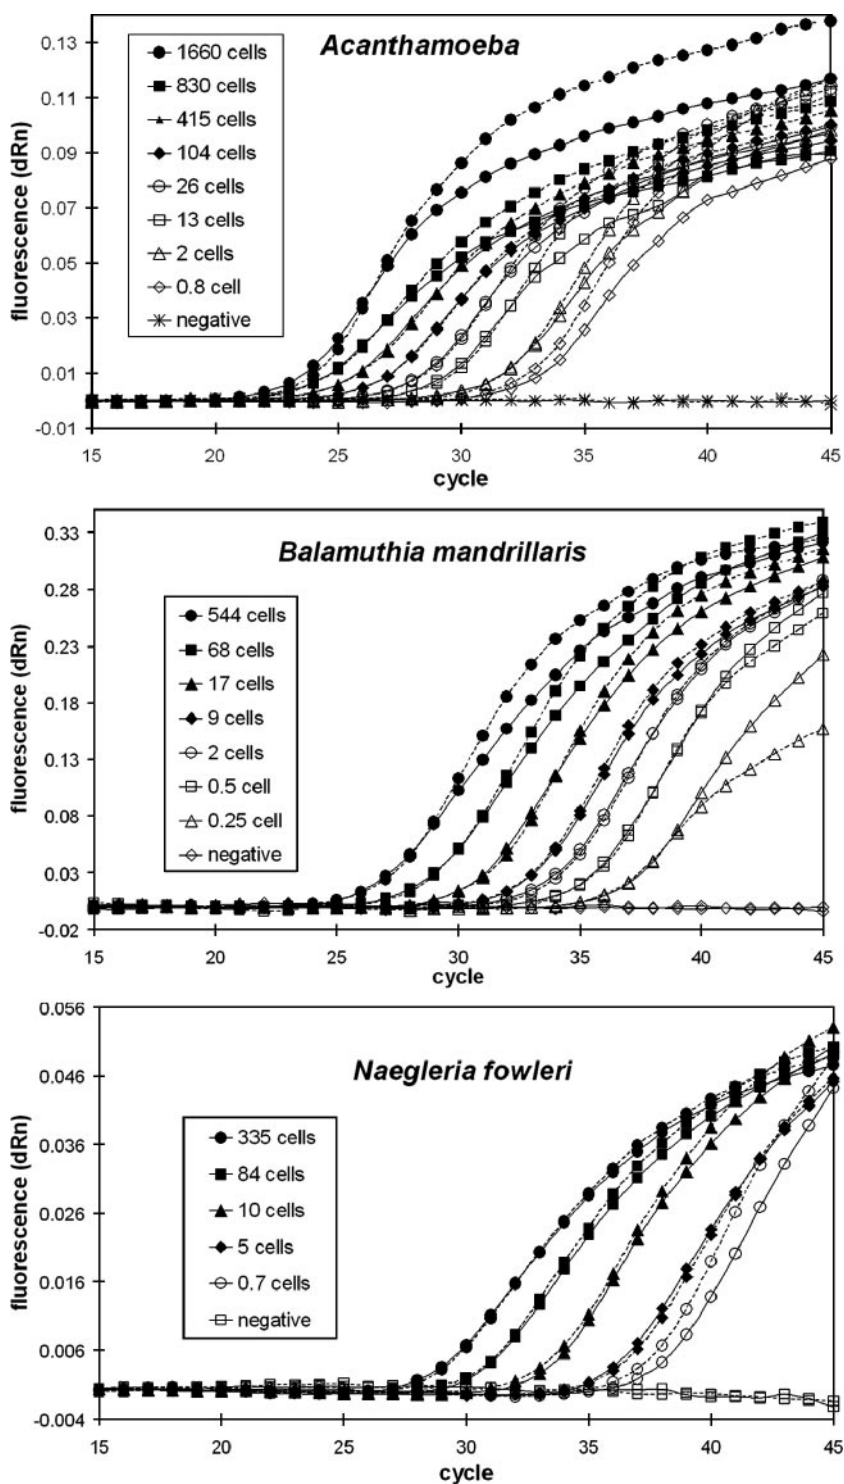 Acanthamoeba
fluorescence (dRn)
0.13
0.11
0.09
0.07
0.05
0.03
0.01
-0.01
1660 cells
830 cells
415 cells
104 cells
26 cells
13 cells
2 cells
0.8 cell
negative
15 20 25 30 35 40 45
cycle
Balamuthia mandrillaris
fluorescence (dRn)
0.33
0.28
0.23
0.18
0.13
0.08
0.03
-0.02
544 cells
68 cells
17 cells
9 cells
2 cells
0.5 cell
0.25 cell
negative
15 20 25 30 35 40 45
cycle
Naegleria fowleri
fluorescence (dRn)
0.056
0.046
0.036
0.026
0.016
0.006
-0.004
335 cells
84 cells
10 cells
5 cells
0.7 cells
negative
15 20 25 30 35 40 45
cycle